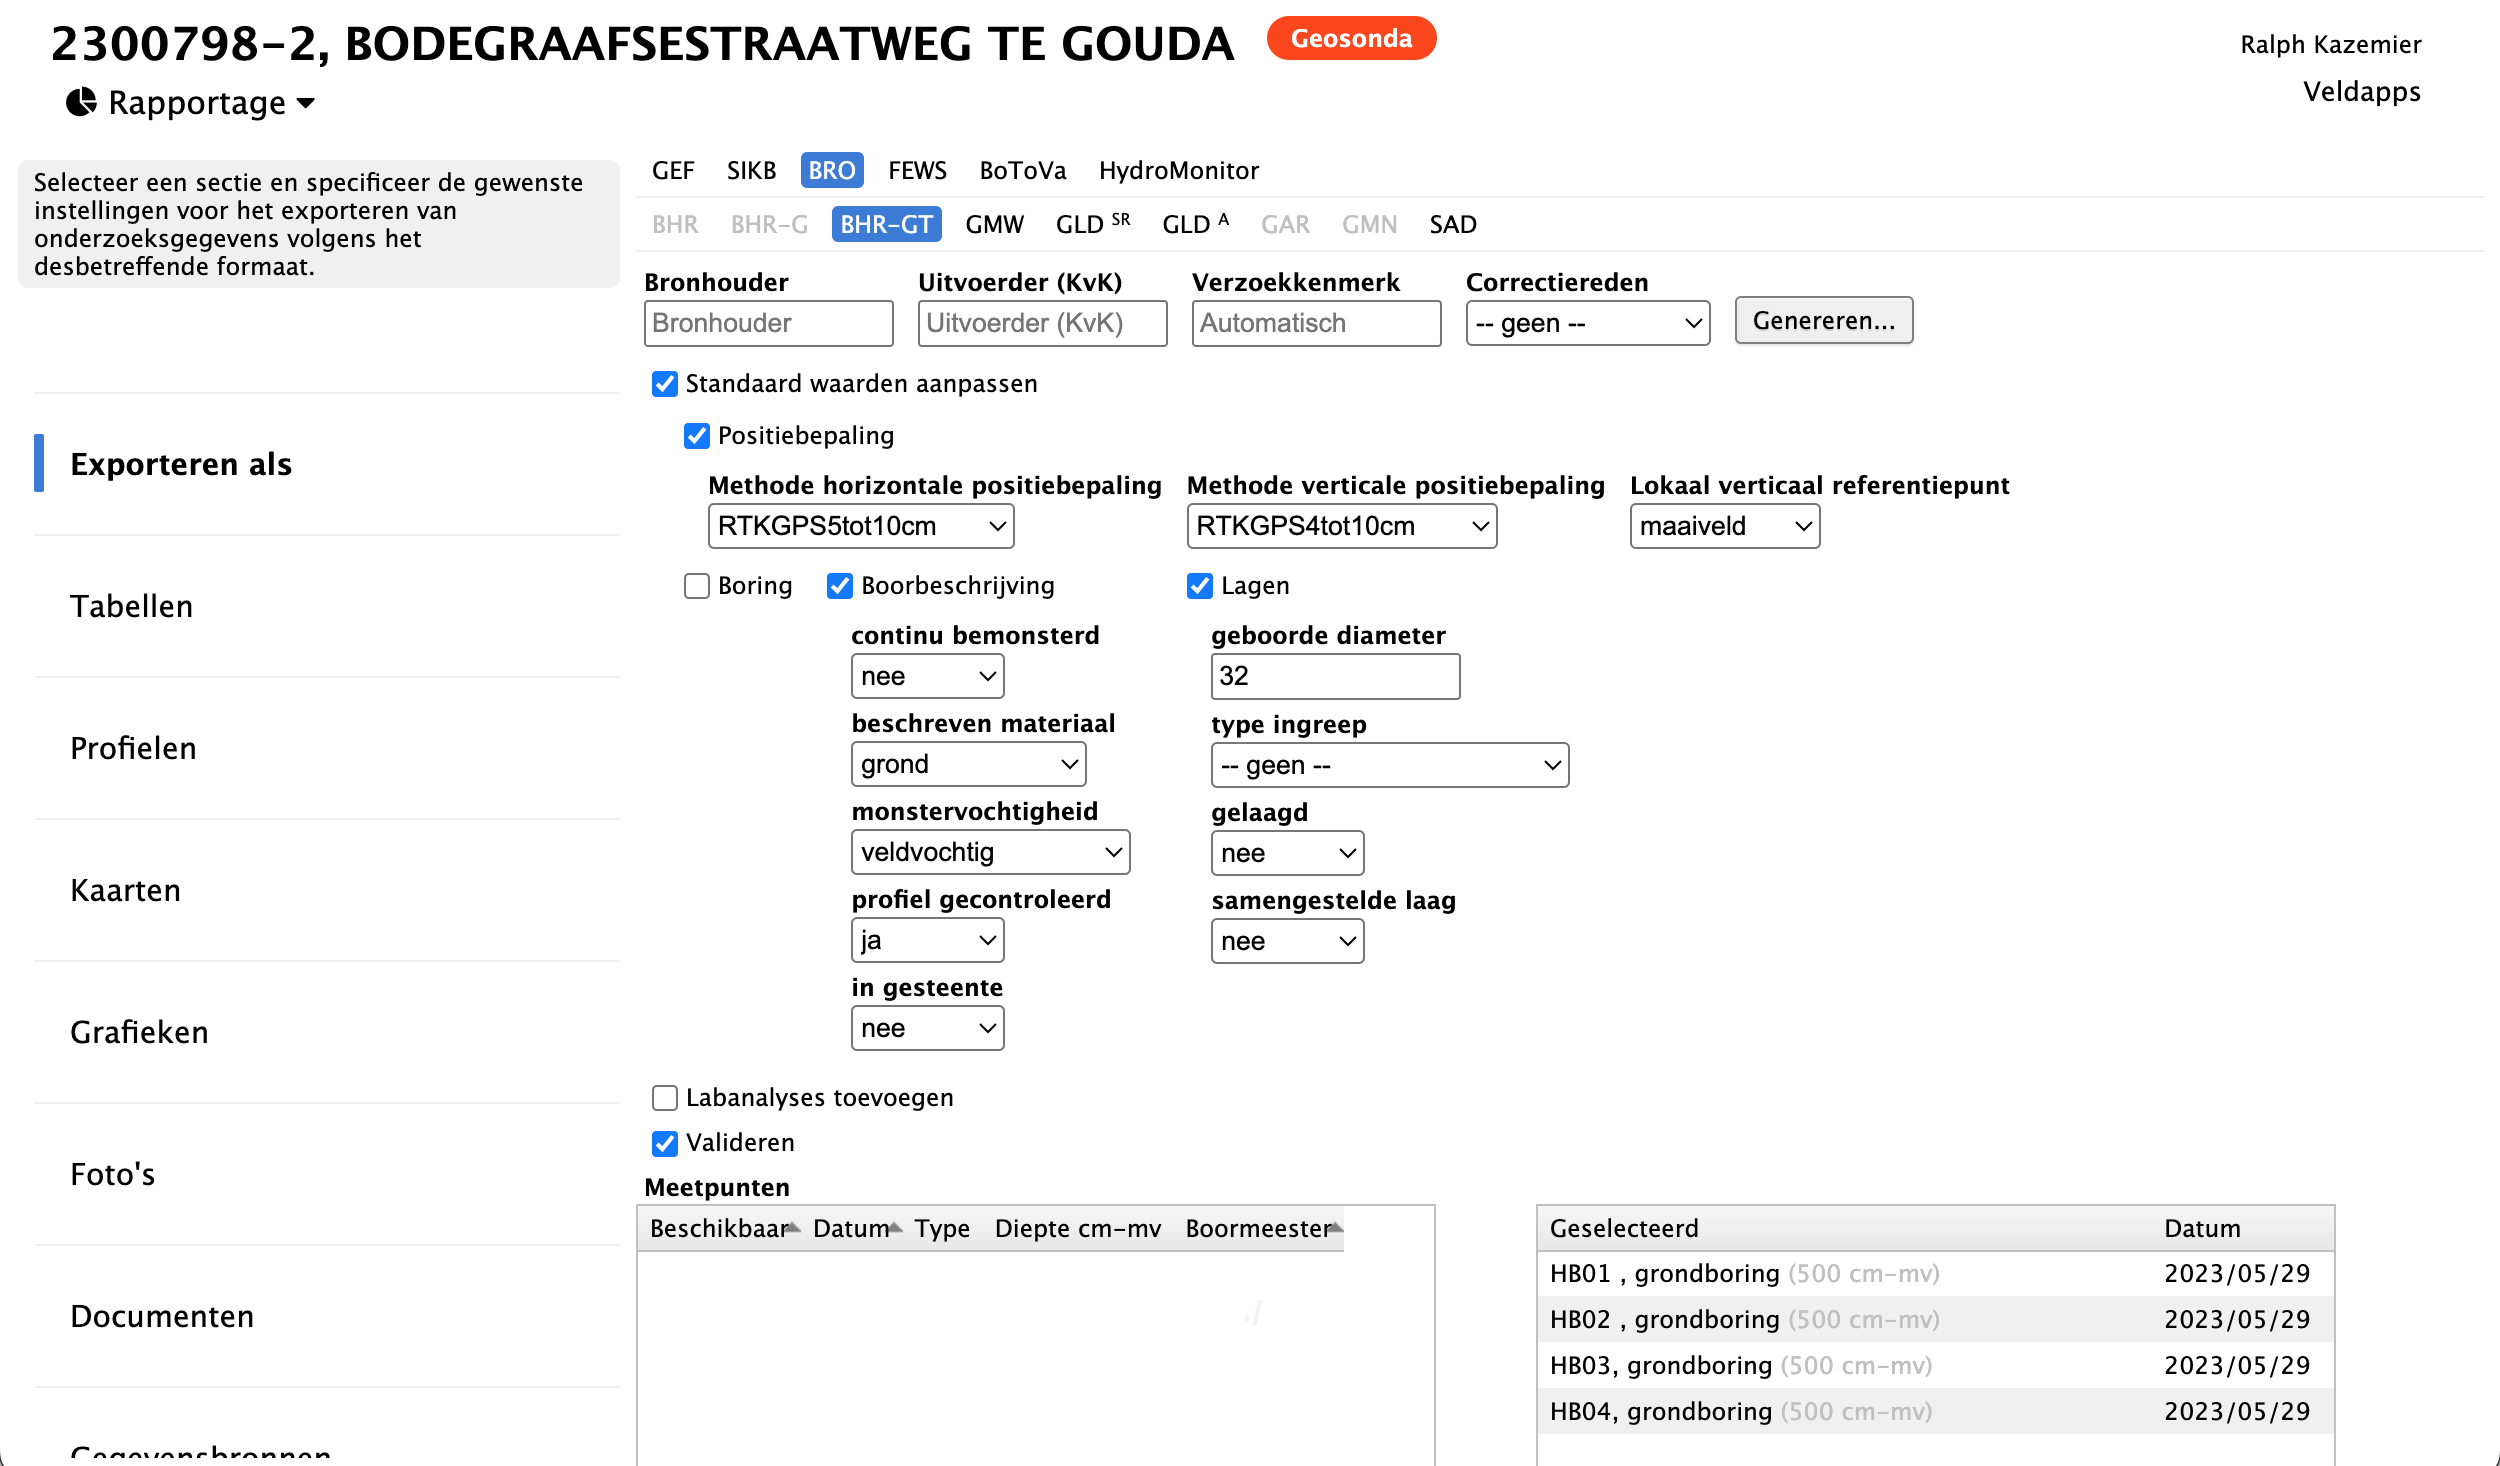 2300798-2, BODEGRAAFSESTRAATWEG TE GOUDA Geosonda
Ralph Kazemier
Rapportage
Veldapps
Selecteer een sectie en specificeer de gewenste
instellingen voor het exporteren van
onderzoeksgegevens volgens het
desbetreffende formaat.
Exporteren als
Tabellen
Profielen
Kaarten
Grafieken
Foto's
Documenten
Gegevensbronnen
GEF SIKB BRO FEWS BoToVa HydroMonitor
BHR BHR-G BHR-GT GMW GLD SR GLD A GAR GMN SAD
Bronhouder Uitvoerder (KvK) Verzoekkenmerk Correctiereden
Bronhouder Uitvoerder (KvK) Automatisch -- geen -- Genereren...
Standaard waarden aanpassen
Positiebepaling
Methode horizontale positiebepaling Methode verticale positiebepaling Lokaal verticaal referentiepunt
RTKGPS5tot10cm RTKGPS4tot10cm maaiveld
Boring Boorbeschrijving Lagen
continu bemonsterd geboorde diameter
nee 32
beschreven materiaal type ingreep
grond -- geen --
monstervochtigheid gelaagd
veldvochtig nee
profiel gecontroleerd samengestelde laag
ja nee
in gesteente
nee
Labanalyses toevoegen
Valideren
Meetpunten
Beschikbaar Datum Type Diepte cm-mv Boormeester
./
Geselecteerd Datum
HB01 , grondboring (500 cm-mv) 2023/05/29
HB02 , grondboring (500 cm-mv) 2023/05/29
HB03, grondboring (500 cm-mv) 2023/05/29
HB04, grondboring (500 cm-mv) 2023/05/29